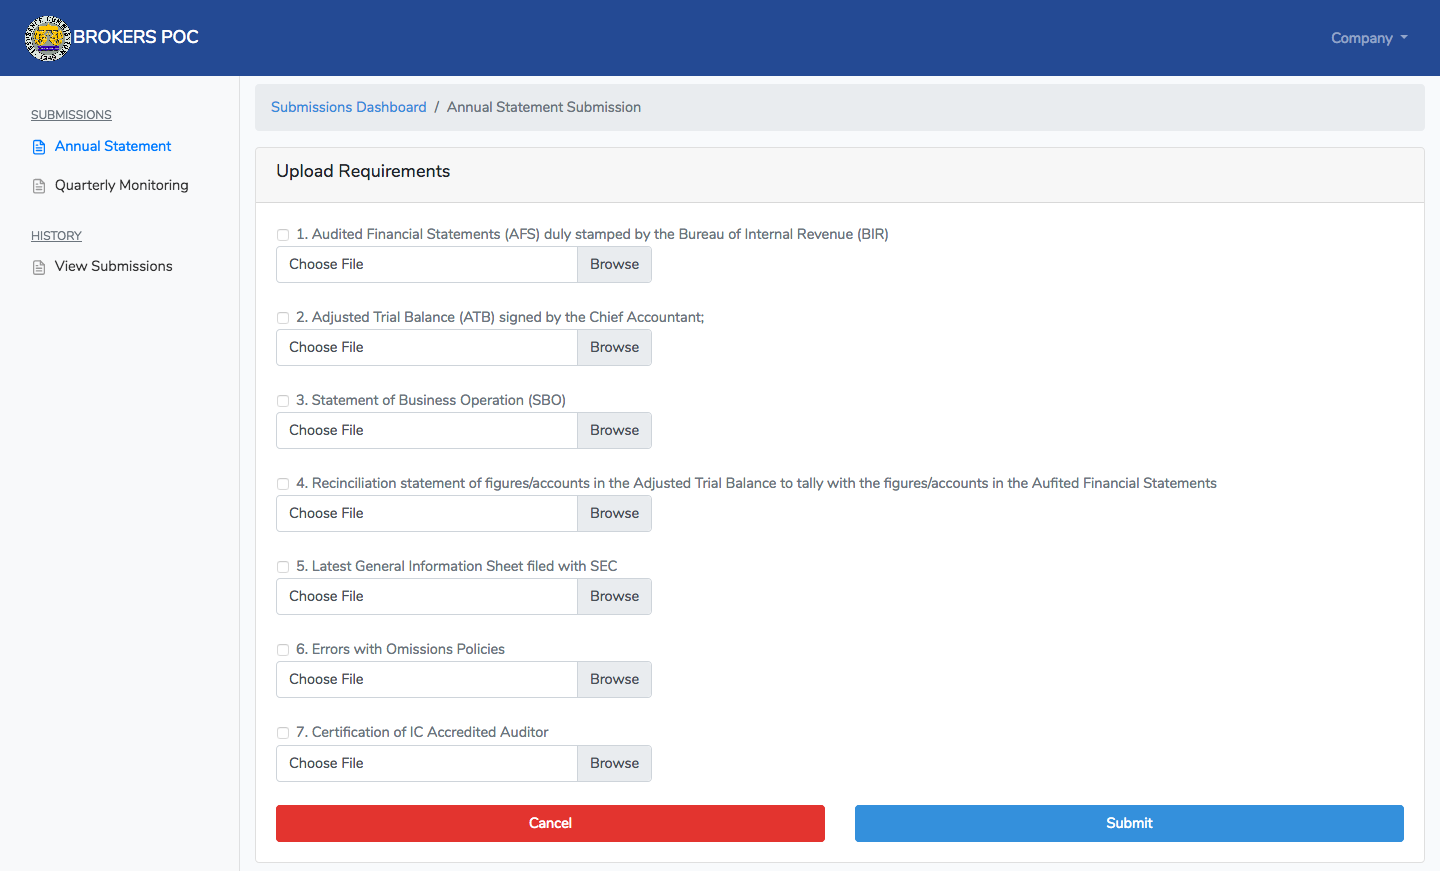 BROKERS POC
Company
SUBMISSIONS
Annual Statement
Quarterly Monitoring
HISTORY
View Submissions
Submissions Dashboard / Annual Statement Submission
Upload Requirements
1. Audited Financial Statements (AFS) duly stamped by the Bureau of Internal Revenue (BIR)
Choose File Browse
2. Adjusted Trial Balance (ATB) signed by the Chief Accountant;
Choose File Browse
3. Statement of Business Operation (SBO)
Choose File Browse
4. Recinciliation statement of figures/accounts in the Adjusted Trial Balance to tally with the figures/accounts in the Aufited Financial Statements
Choose File Browse
5. Latest General Information Sheet filed with SEC
Choose File Browse
6. Errors with Omissions Policies
Choose File Browse
7. Certification of IC Accredited Auditor
Choose File Browse
Cancel Submit